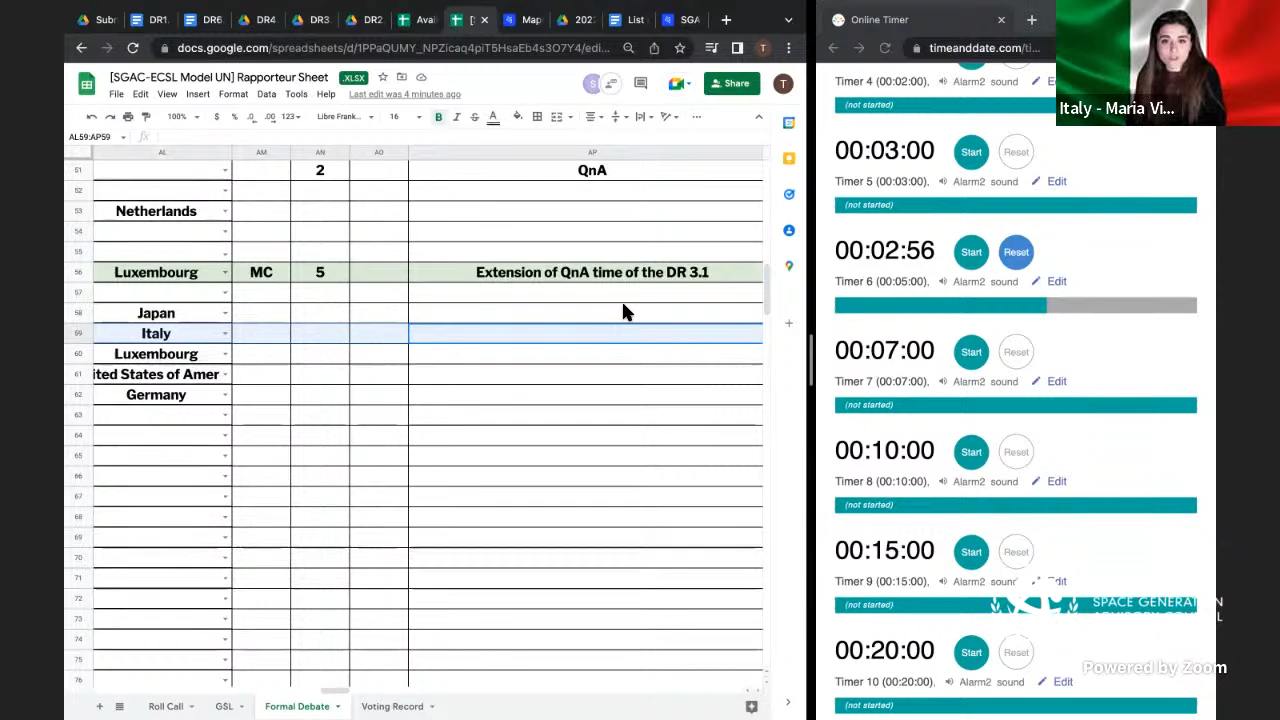 Subr
DR1.
DR6
DR4
DR3
DR2
Avai
[S
Map
202
List
SGA
docs.google.com/spreadsheets/d/1PPaQUMY_NPZicaqNYT5HsaEb4s3O7Y4/edi...
T
[SGAC-ECSL Model UN] Rapporteur Sheet
.XLSX
File Edit View Insert Format Data Tools Help Last edit was 4 minutes ago
S
Share
T
100%
$ % .0 .00 123
Libre Frank...
16
B I A
AL59:AP59
fx
AL AM AN AO AP
51 2 QnA
52
53 Netherlands
54
55
56 Luxembourg MC 5 Extension of QnA time of the DR 3.1
57
58 Japan
59 Italy
60 Luxembourg
61 ited States of Amer
62 Germany
63
64
65
66
67
68
69
70
71
72
73
74
75
76
Roll Call GSL Formal Debate Voting Record
Online Timer
timeanddate.com/ti...
Timer 4 (00:02:00), Alarm2 sound
(not started)
00:03:00 Start Reset
Timer 5 (00:03:00), Alarm2 sound Edit
(not started)
00:02:56 Start Reset
Timer 6 (00:05:00), Alarm2 sound Edit
00:07:00 Start Reset
Timer 7 (00:07:00), Alarm2 sound Edit
(not started)
00:10:00 Start Reset
Timer 8 (00:10:00), Alarm2 sound Edit
(not started)
00:15:00 Start Reset
Timer 9 (00:15:00), Alarm2 sound Edit
(not started)
00:20:00 Start Reset
Timer 10 (00:20:00), Alarm2 sound Edit
(not started)
Italy - Maria Vi...
SPACE GENERATION
ADVISORY COUNCIL
Powered by Zoom